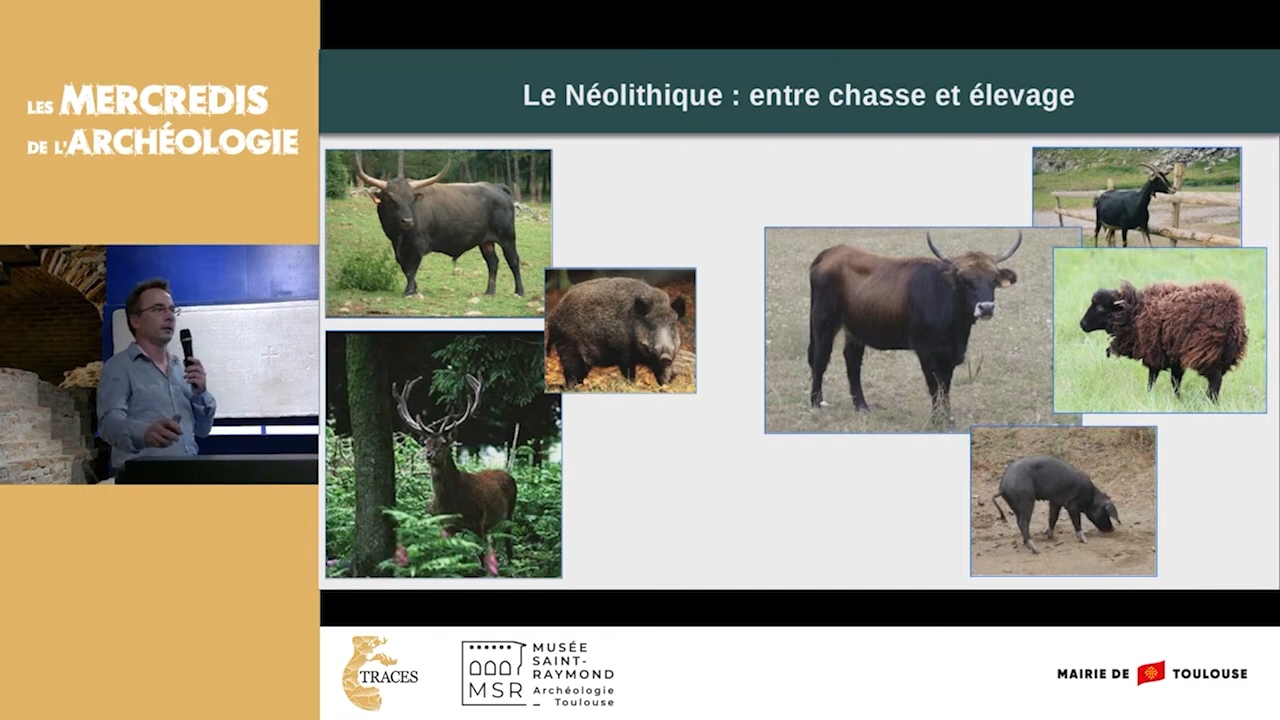 LES MERCREDIS
DE L'ARCHÉOLOGIE
Le Néolithique : entre chasse et élevage
TRACES
MSR
MUSÉE
SAINT-
RAYMOND
Archéologie
Toulouse
MAIRIE DE TOULOUSE